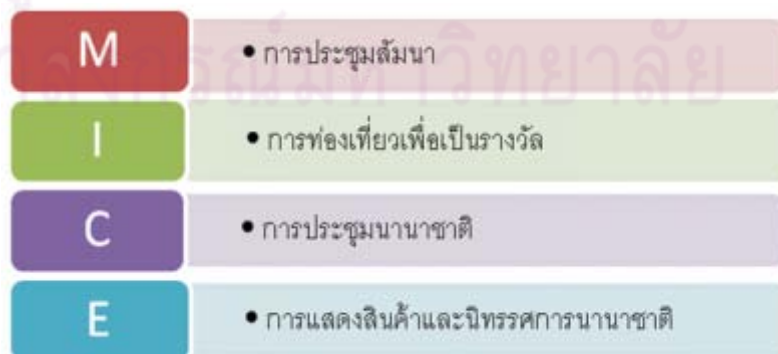 M
• การประชุมสัมนา
I
• การท่องเที่ยวเพื่อเป็นรางวัล
C
• การประชุมนานาชาติ
E
• การแสดงสินค้าและนิทรรศการนานาชาติ